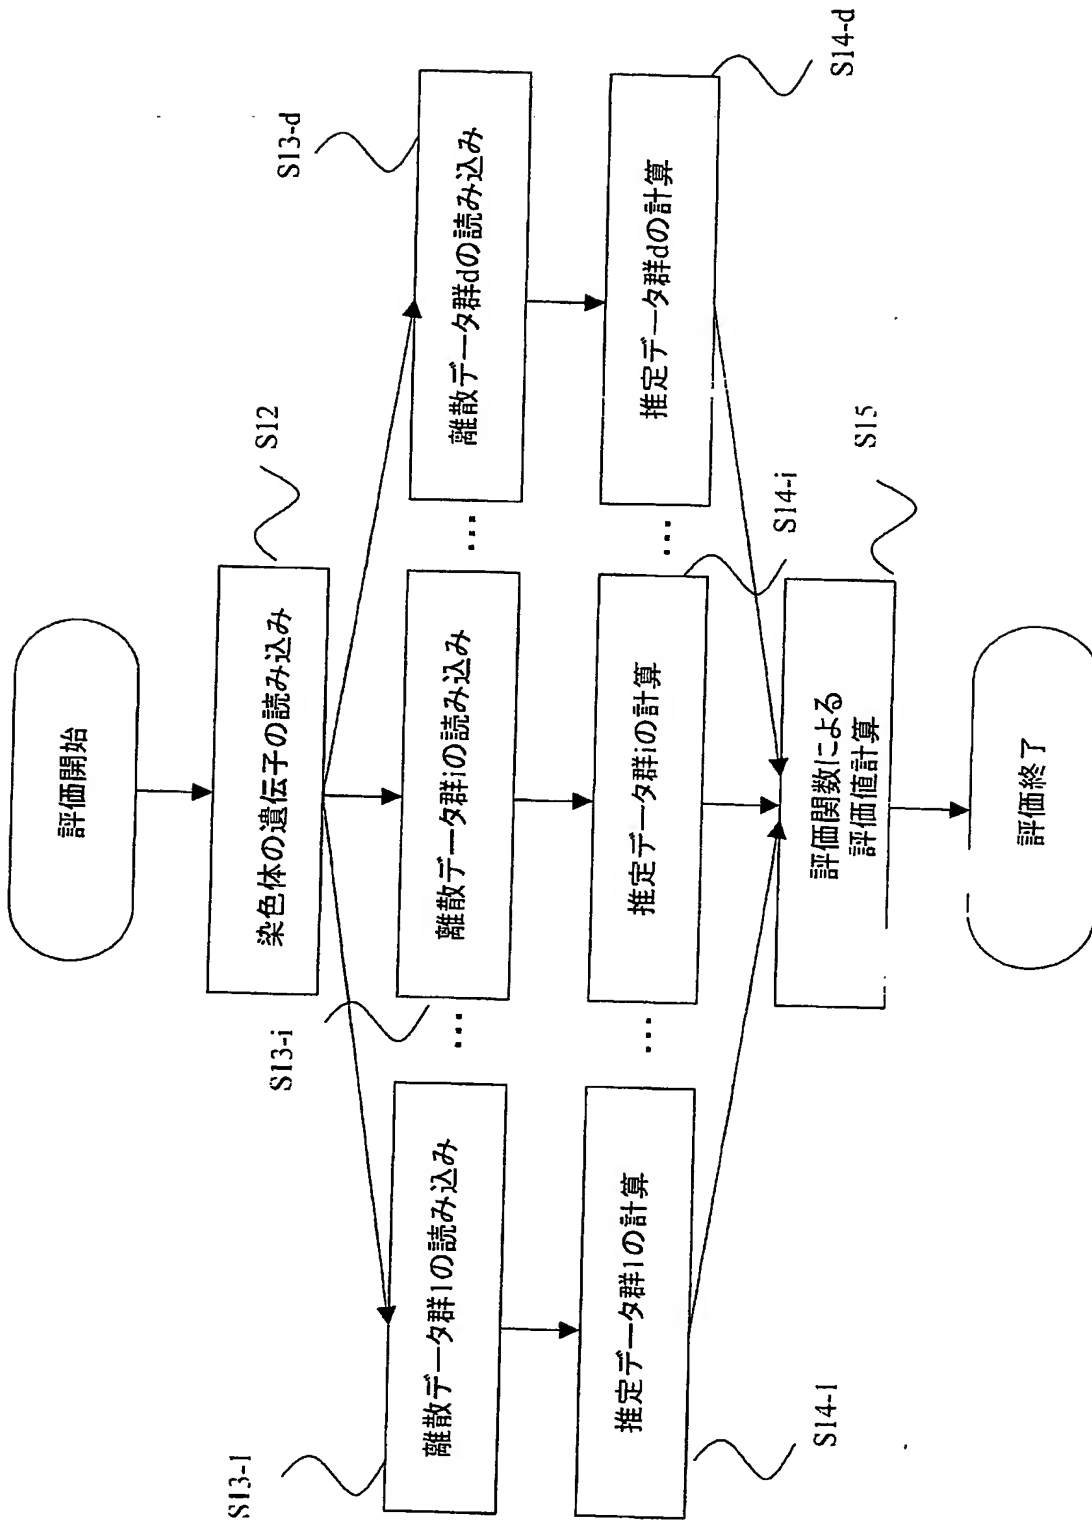 評価開始
染色体の遺伝子の読み込み
S12
離散データ群1の読み込み
S13-1
離散データ群iの読み込み
S13-i
離散データ群dの読み込み
S13-d
...
...
推定データ群1の計算
S14-1
推定データ群iの計算
S14-i
推定データ群dの計算
S14-d
...
...
評価関数による
評価値計算
S15
評価終了